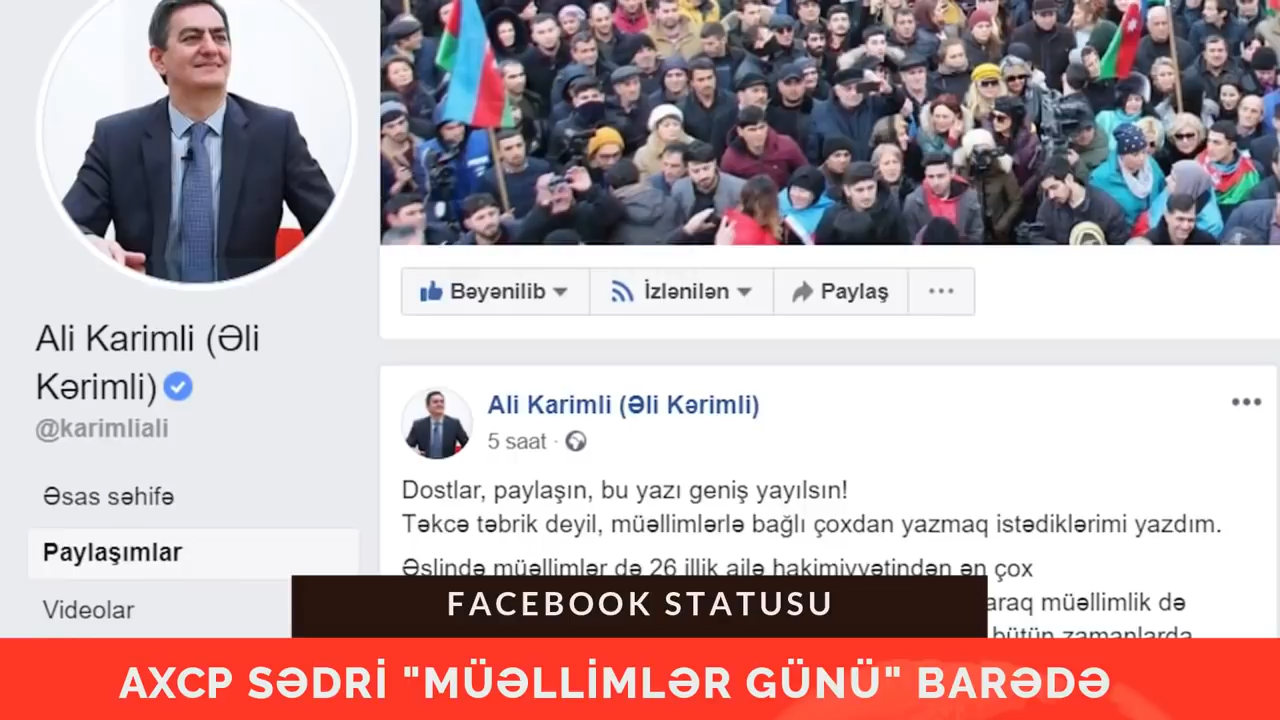 Ali Karimli (Əli
Kərimli)
@karimliali
Əsas səhifə
Paylaşımlar
Videolar
Bəyənilib
İzlənilən
Paylaş
Ali Karimli (Əli Kərimli)
5 saat
Dostlar, paylaşın, bu yazı geniş yayılsın!
Təkcə təbrik deyil, müəllimlərlə bağlı çoxdan yazmaq istədiklərimi yazdım.
Əslində müəllimlər də 26 illik ailə hakimiyyətindən ən çox
araq müəllimlik də
bütün zamanlarda
FACEBOOK STATUSU
AXCP SƏDRİ "MÜƏLLİMLƏR GÜNÜ" BARƏDƏ